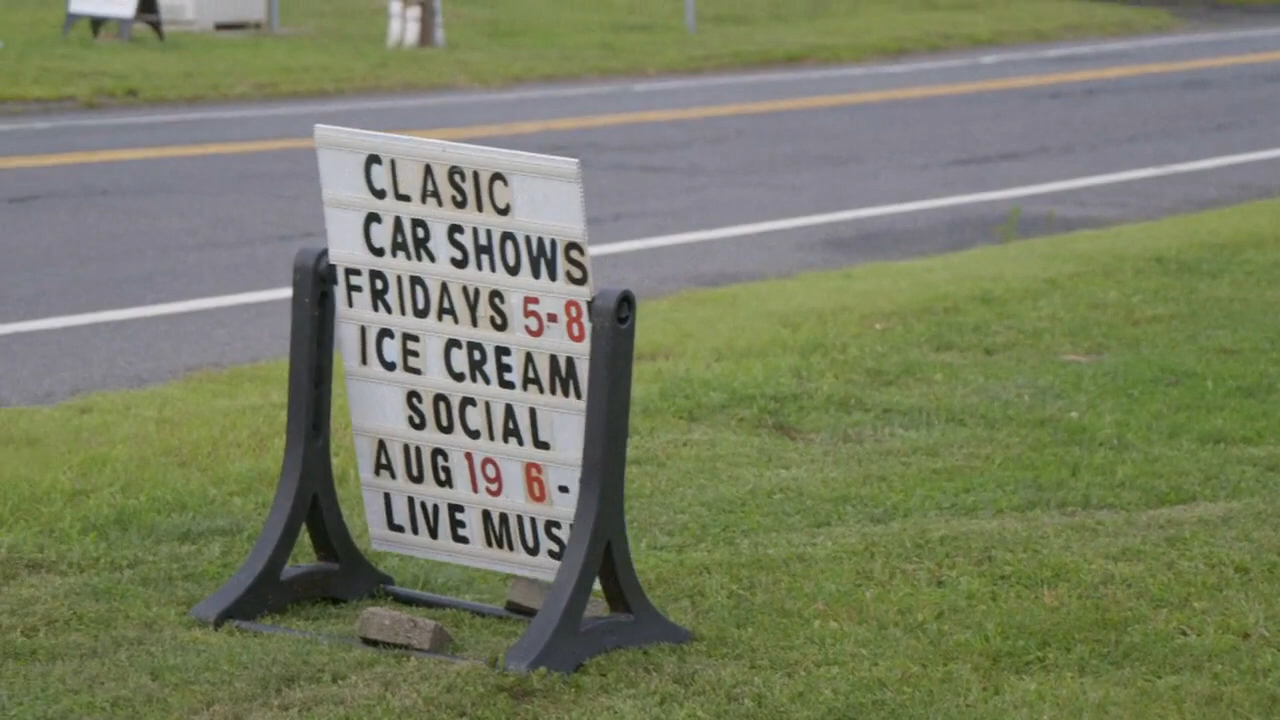 CLASIC
CAR SHOWS
FRIDAYS 5-8
ICE CREAM
SOCIAL
AUG 19 6-
LIVE MUS